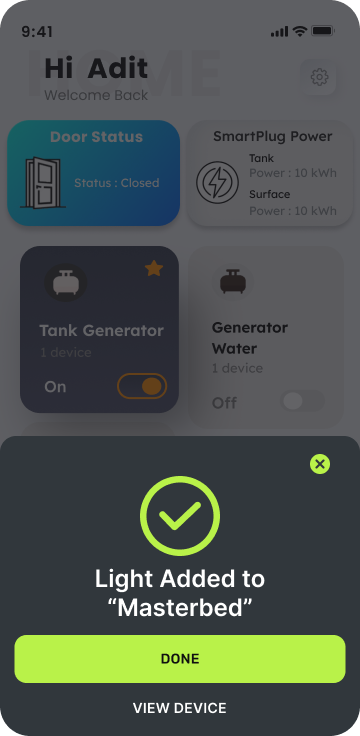 9:41
HOME
Hi Adit
Welcome Back
Door Status
Status : Closed
SmartPlug Power
Tank
Power : 10 kWh
Surface
Power : 10 kWh
Tank Generator
1 device
On
Generator
Water
1 device
Off
Light Added to
“Masterbed”
DONE
VIEW DEVICE